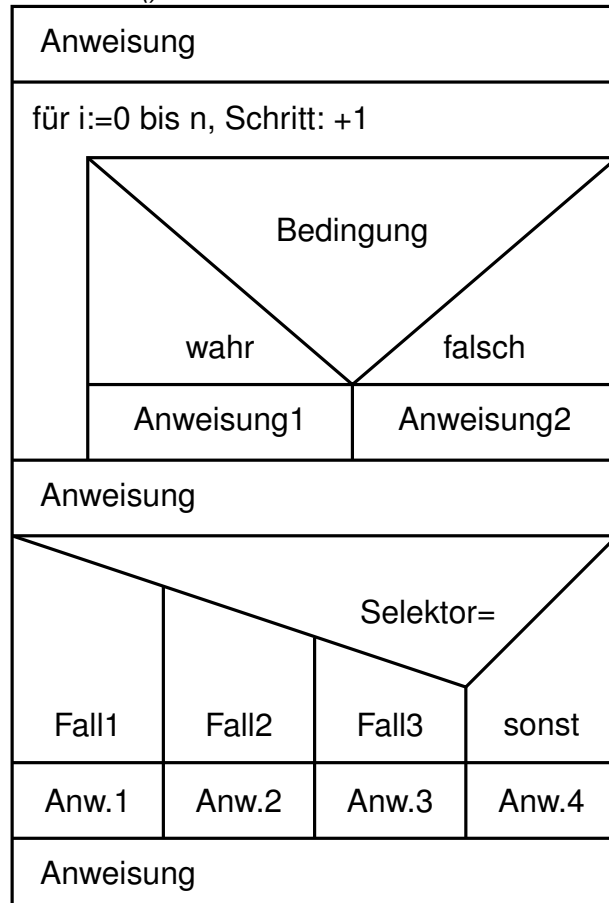 ()
Anweisung
für i:=0 bis n, Schritt: +1
Bedingung
wahr falsch
Anweisung1 Anweisung2
Anweisung
Selektor=
Fall1 Fall2 Fall3 sonst
Anw.1 Anw.2 Anw.3 Anw.4
Anweisung